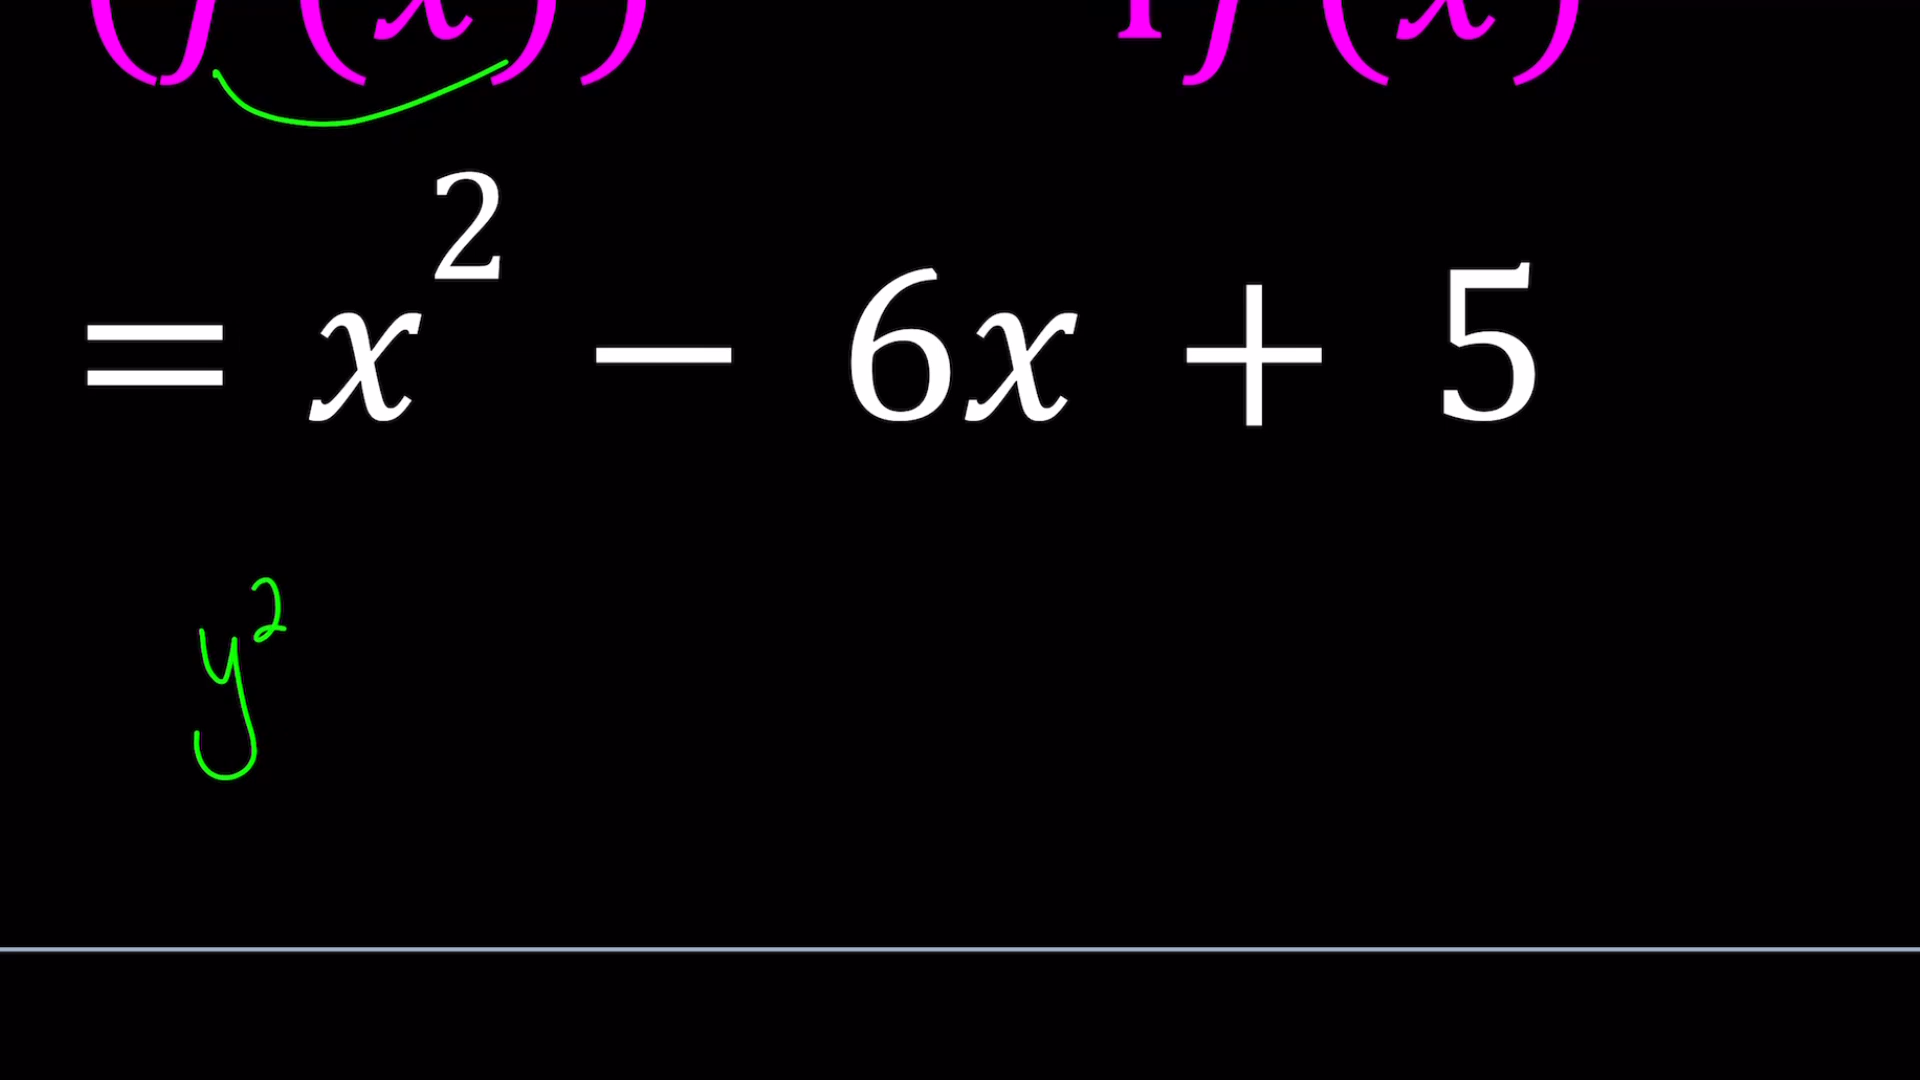 (f(x)) f(x)
= x² − 6x + 5
y²